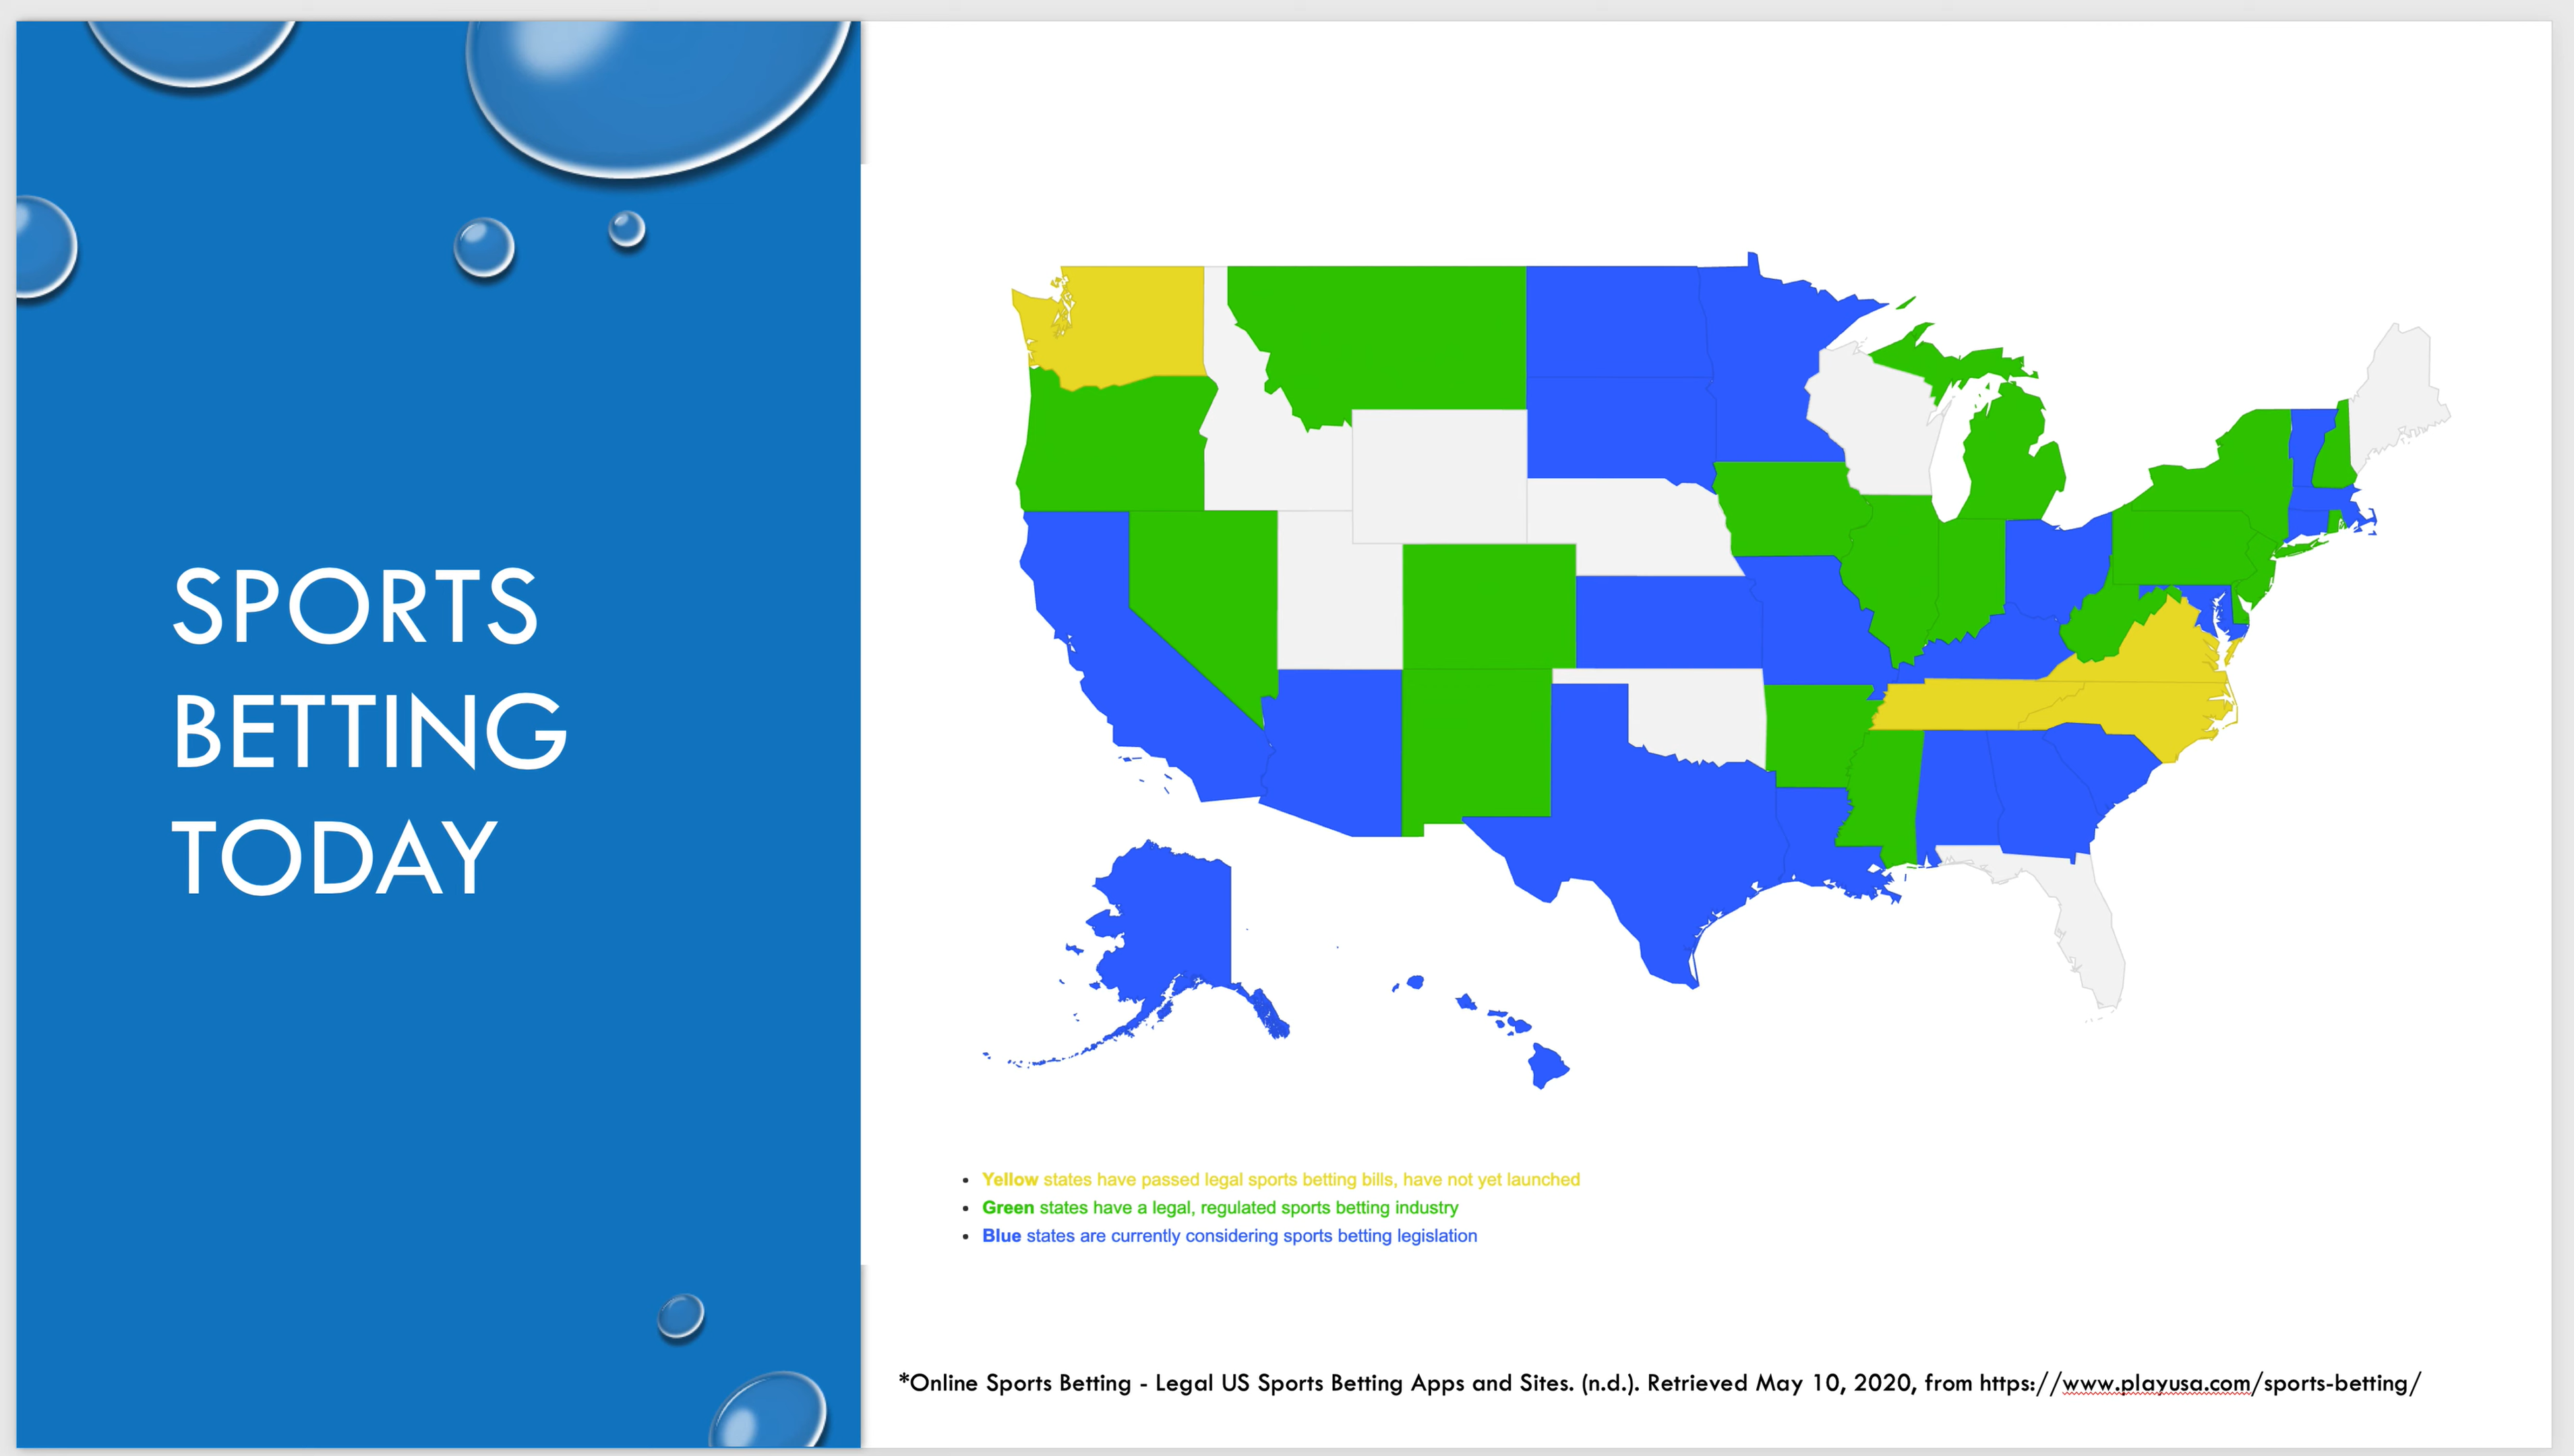 SPORTS
BETTING
TODAY
• Yellow states have passed legal sports betting bills, have not yet launched
• Green states have a legal, regulated sports betting industry
• Blue states are currently considering sports betting legislation
*Online Sports Betting - Legal US Sports Betting Apps and Sites. (n.d.). Retrieved May 10, 2020, from https://www.playusa.com/sports-betting/